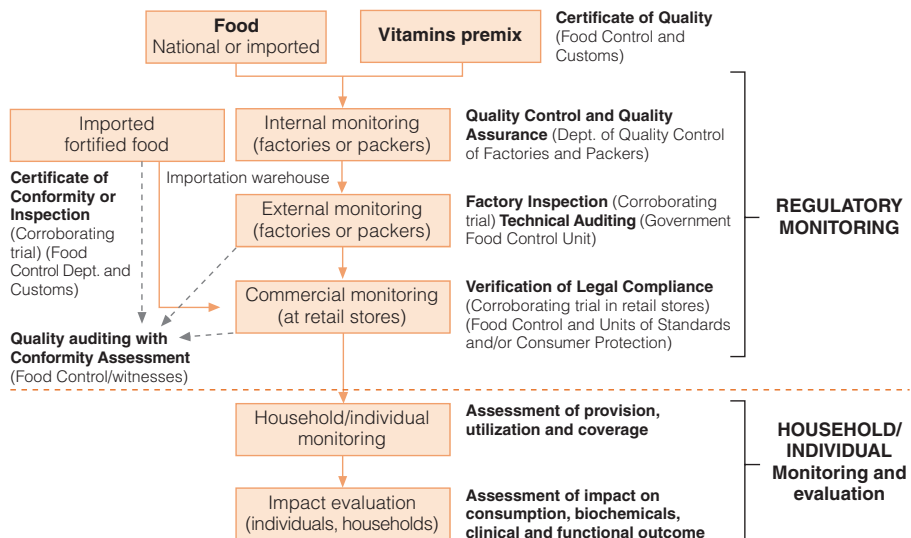 Food
National or imported
Vitamins premix
Certificate of Quality
(Food Control and
Customs)
Imported
fortified food
Internal monitoring
(factories or packers)
Quality Control and Quality
Assurance (Dept. of Quality Control
of Factories and Packers)
Certificate of
Conformity or
Inspection
(Corroborating
trial) (Food
Control Dept. and
Customs)
Importation warehouse
External monitoring
(factories or packers)
Factory Inspection (Corroborating
trial) Technical Auditing (Government
Food Control Unit)
REGULATORY
MONITORING
Commercial monitoring
(at retail stores)
Verification of Legal Compliance
(Corroborating trial in retail stores)
(Food Control and Units of Standards
and/or Consumer Protection)
Quality auditing with
Conformity Assessment
(Food Control/witnesses)
Household/individual
monitoring
Assessment of provision,
utilization and coverage
HOUSEHOLD/
INDIVIDUAL
Monitoring and
evaluation
Impact evaluation
(individuals, households)
Assessment of impact on
consumption, biochemicals,
clinical and functional outcome